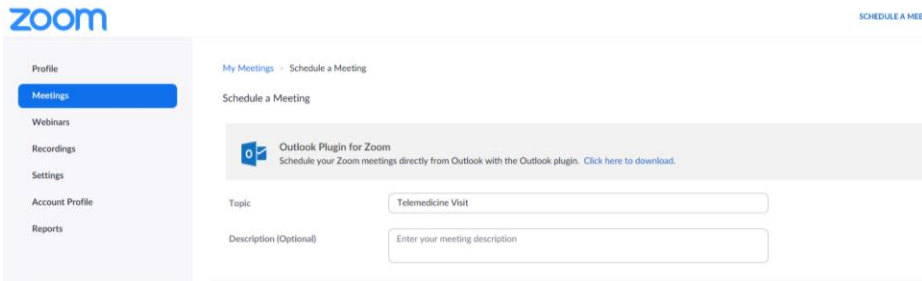 zoom
SCHEDULE A MEE
Profile
Meetings
Webinars
Recordings
Settings
Account Profile
Reports
My Meetings > Schedule a Meeting
Schedule a Meeting
Outlook Plugin for Zoom
Schedule your Zoom meetings directly from Outlook with the Outlook plugin. Click here to download.
Topic
Telemedicine Visit
Description (Optional)
Enter your meeting description